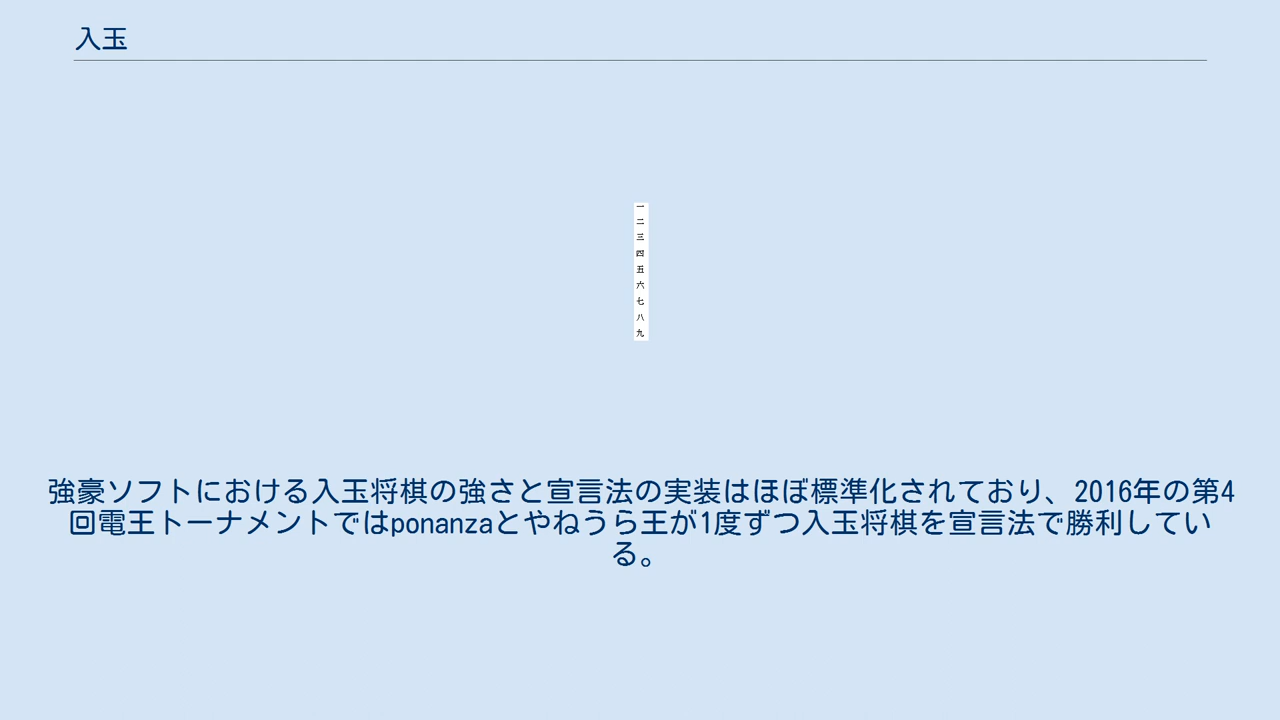 入玉
一
二
三
四
五
六
七
八
九
強豪ソフトにおける入玉将棋の強さと宣言法の実装はほぼ標準化されており、2016年の第4
回電王トーナメントではponanzaとやねうら王が1度ずつ入玉将棋を宣言法で勝利してい
る。